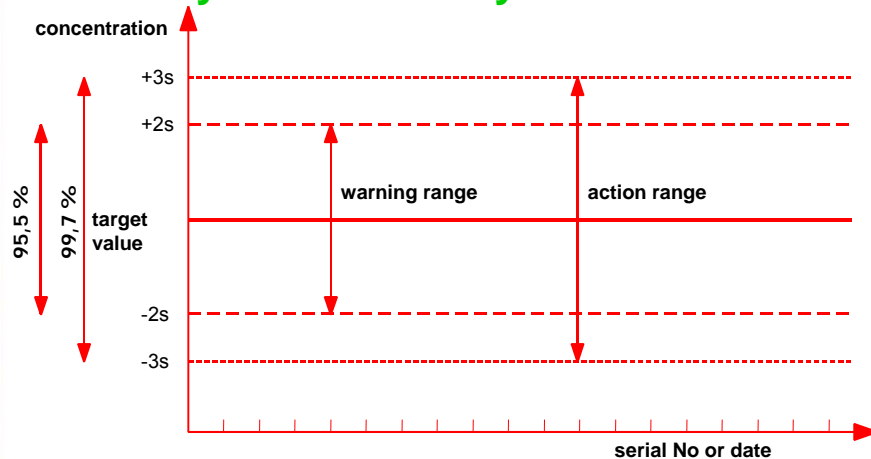 concentration
+3s
+2s
95,5 %
99,7 %
target
value
warning range
action range
-2s
-3s
serial No or date